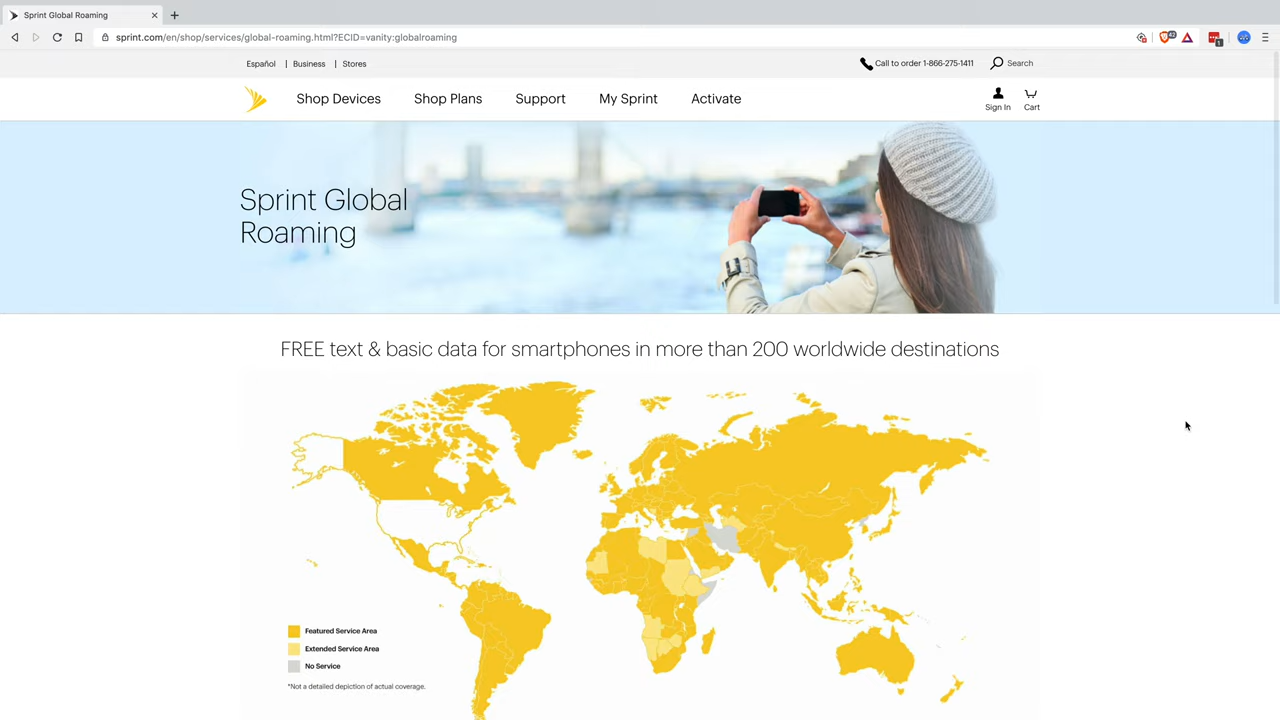 Sprint Global Roaming
sprint.com/en/shop/services/global-roaming.html?ECID=vanity:globalroaming
Español | Business | Stores
Call to order 1-866-275-1411
Search
Shop Devices
Shop Plans
Support
My Sprint
Activate
Sign In
Cart
Sprint Global
Roaming
FREE text & basic data for smartphones in more than 200 worldwide destinations
Featured Service Area
Extended Service Area
No Service
*Not a detailed depiction of actual coverage.